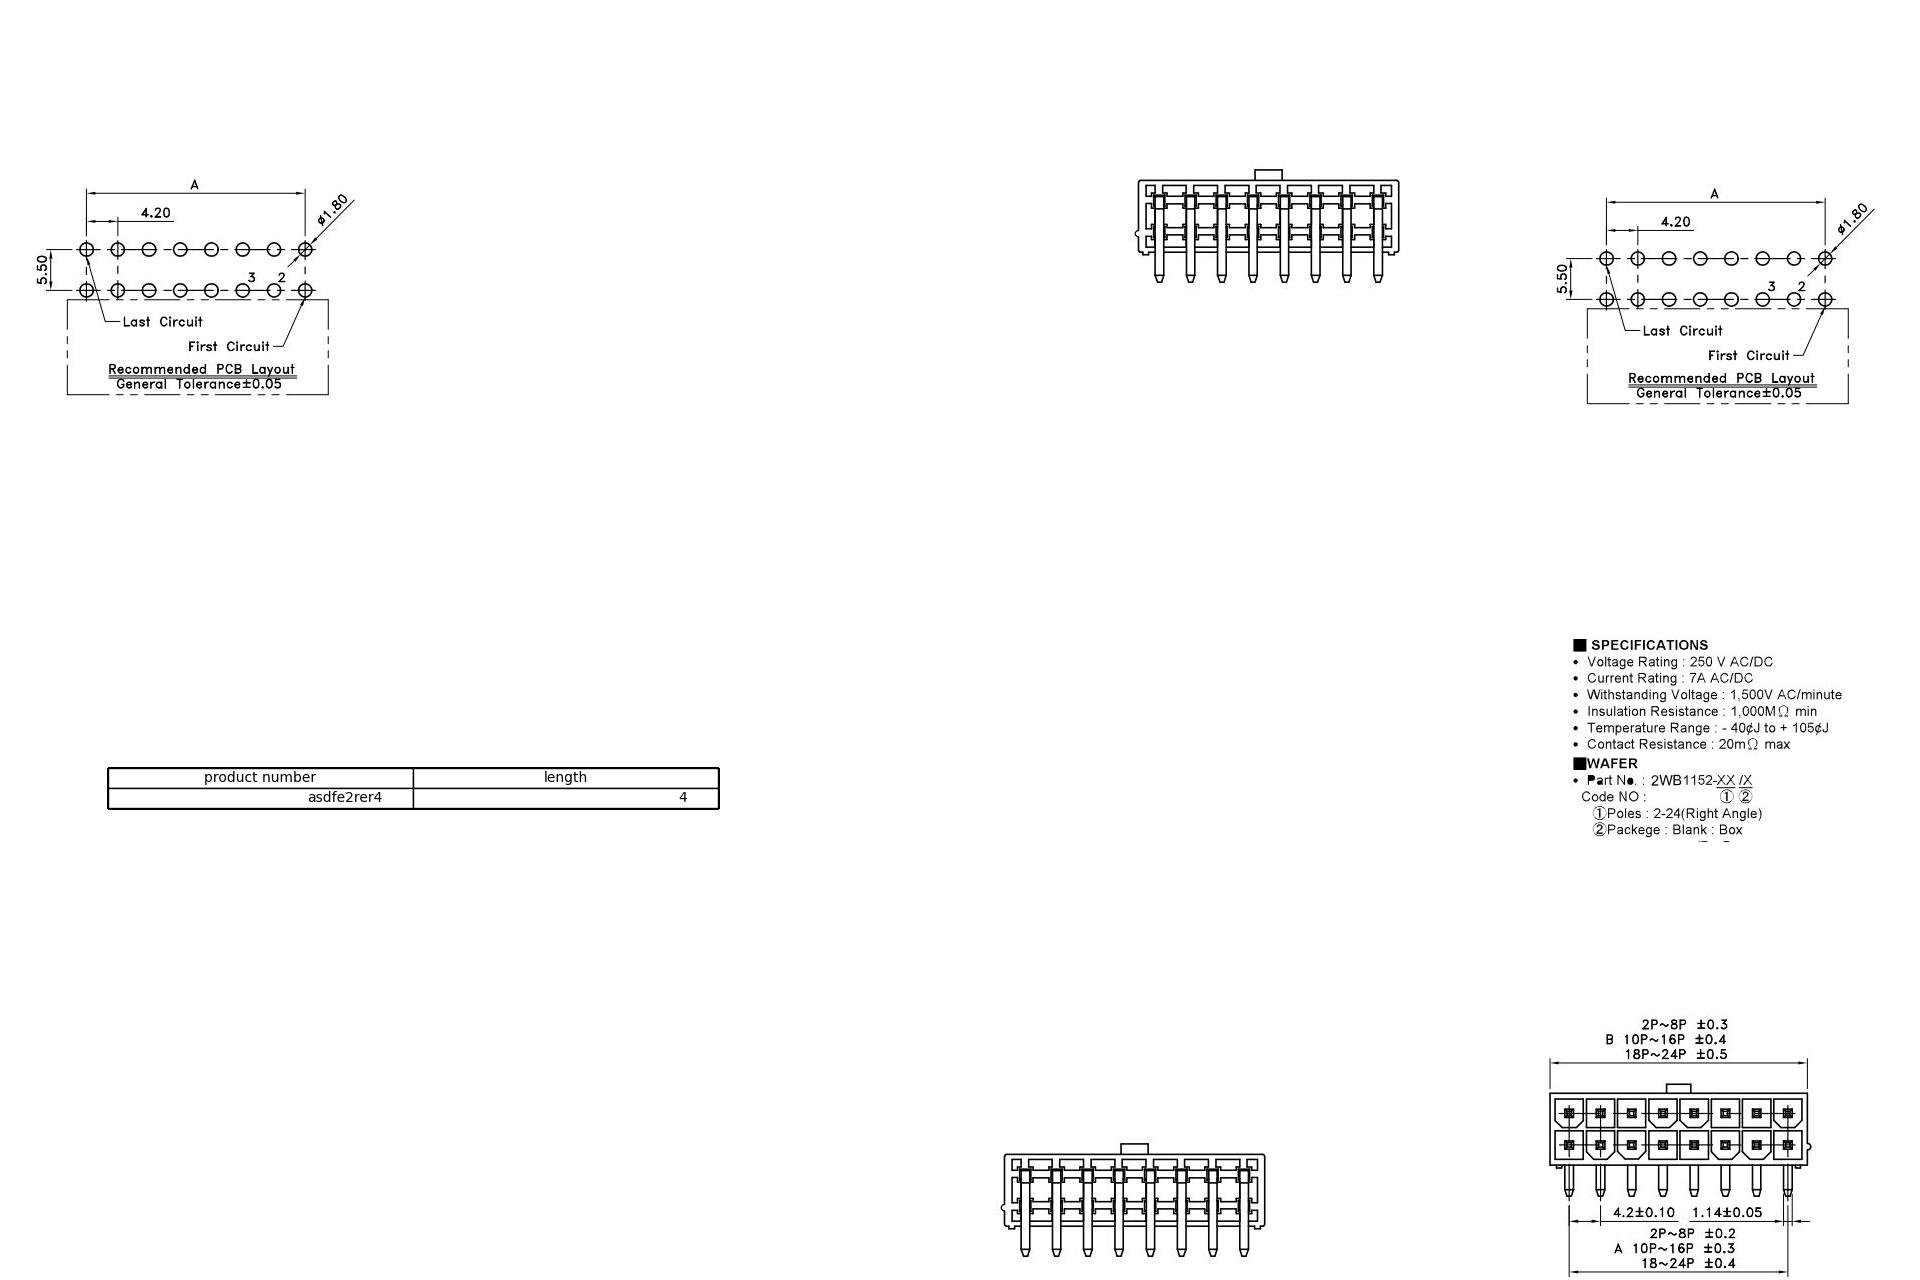 A
4.20
ø1.80
5.50
3 2
Last Circuit
First Circuit
Recommended PCB Layout
General Tolerance±0.05
A
4.20
ø1.80
5.50
3 2
Last Circuit
First Circuit
Recommended PCB Layout
General Tolerance±0.05
■ SPECIFICATIONS
• Voltage Rating : 250 V AC/DC
• Current Rating : 7A AC/DC
• Withstanding Voltage : 1,500V AC/minute
• Insulation Resistance : 1,000MΩ min
• Temperature Range : - 40¢J to + 105¢J
• Contact Resistance : 20mΩ max
■WAFER
• Part No. : 2WB1152-XX /X
Code NO : ① ②
①Poles : 2-24(Right Angle)
②Packege : Blank : Box
product number length
asdfe2rer4 4
2P~8P ±0.3
B 10P~16P ±0.4
18P~24P ±0.5
4.2±0.10 1.14±0.05
2P~8P ±0.2
A 10P~16P ±0.3
18~24P ±0.4